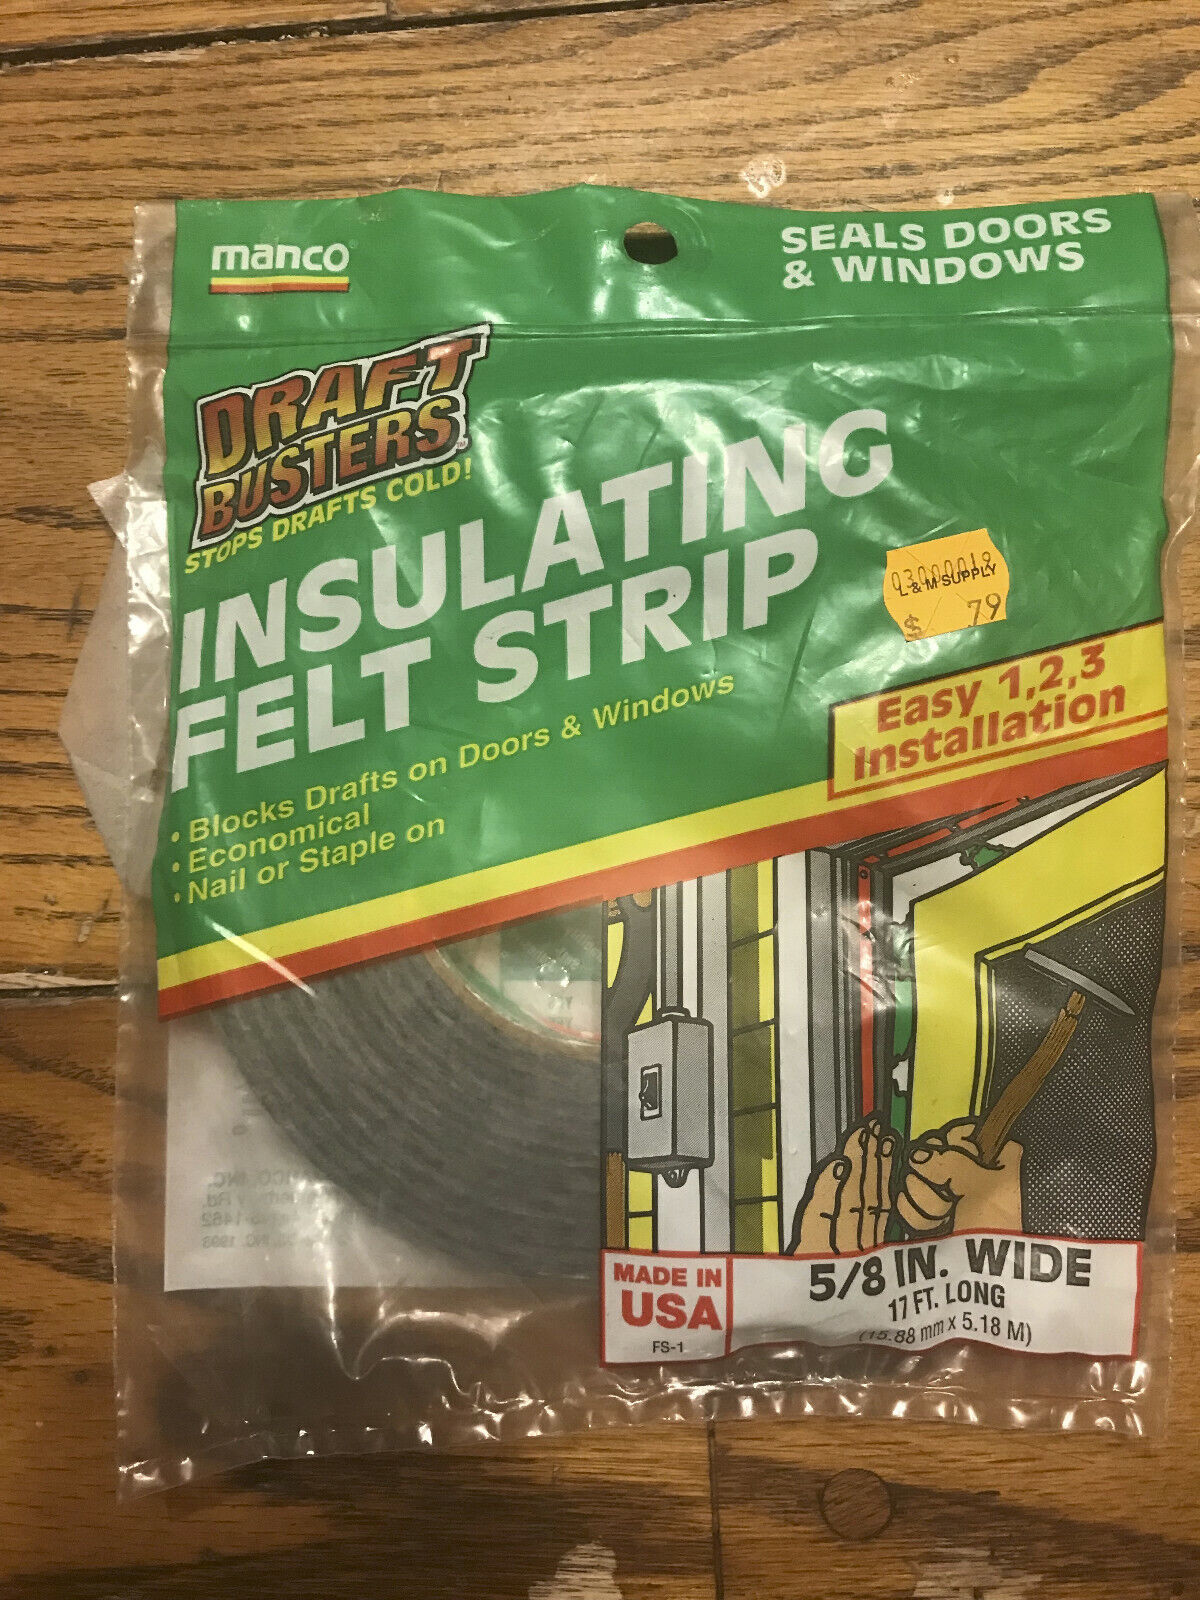 manco®
SEALS DOORS
& WINDOWS
DRAFT
BUSTERS™
STOPS DRAFTS COLD!
INSULATING
FELT STRIP
03000019
L & M SUPPLY
$ 79
• Blocks Drafts on Doors & Windows
• Economical
• Nail or Staple on
Easy 1,2,3
Installation
MADE IN
USA
FS-1
5/8 IN. WIDE
17 FT. LONG
(15.88 mm x 5.18 M)